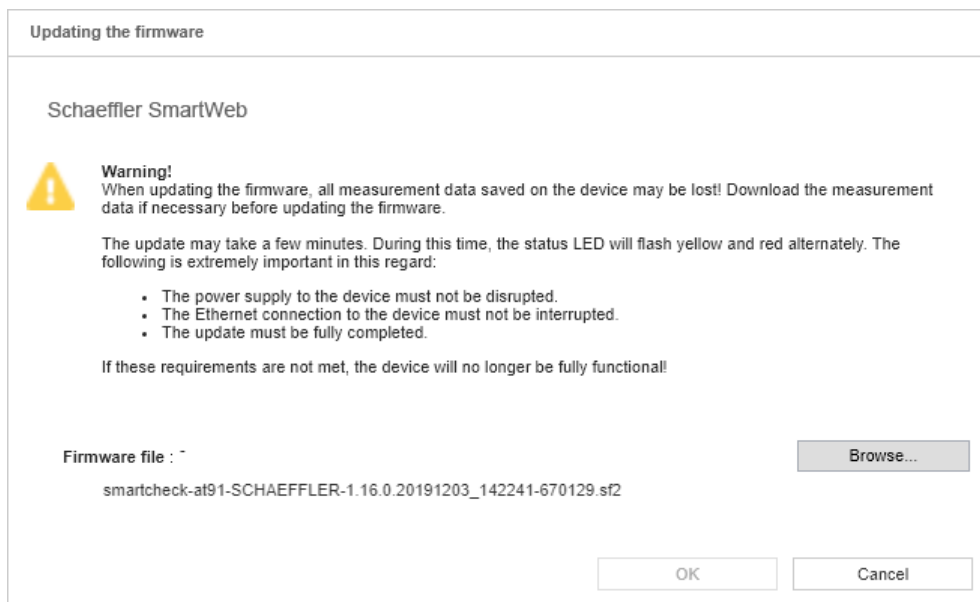 Updating the firmware
Schaeffler SmartWeb
Warning!
When updating the firmware, all measurement data saved on the device may be lost! Download the measurement
data if necessary before updating the firmware.
The update may take a few minutes. During this time, the status LED will flash yellow and red alternately. The
following is extremely important in this regard:
• The power supply to the device must not be disrupted.
• The Ethernet connection to the device must not be interrupted.
• The update must be fully completed.
If these requirements are not met, the device will no longer be fully functional!
Firmware file : -
Browse...
smartcheck-at91-SCHAEFFLER-1.16.0.20191203_142241-670129.sf2
OK
Cancel